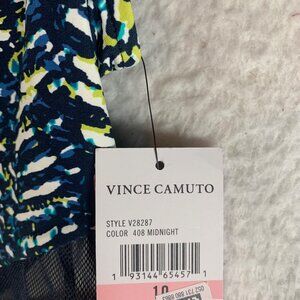 VINCE CAMUTO
STYLE V28287
COLOR 408 MIDNIGHT
1 93144 65457 1
10